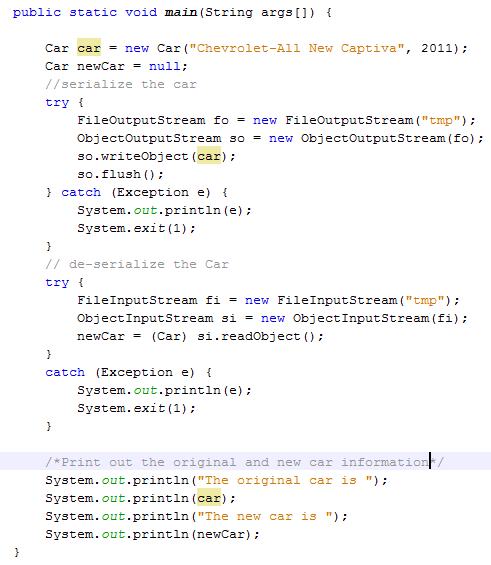 public static void main(String args[]) {
Car car = new Car("Chevrolet-All New Captiva", 2011);
Car newCar = null;
//serialize the car
try {
FileOutputStream fo = new FileOutputStream("tmp");
ObjectOutputStream so = new ObjectOutputStream(fo);
so.writeObject(car);
so.flush();
} catch (Exception e) {
System.out.println(e);
System.exit(1);
}
// de-serialize the Car
try {
FileInputStream fi = new FileInputStream("tmp");
ObjectInputStream si = new ObjectInputStream(fi);
newCar = (Car) si.readObject();
}
catch (Exception e) {
System.out.println(e);
System.exit(1);
}
/*Print out the original and new car information*/
System.out.println("The original car is ");
System.out.println(car);
System.out.println("The new car is ");
System.out.println(newCar);
}